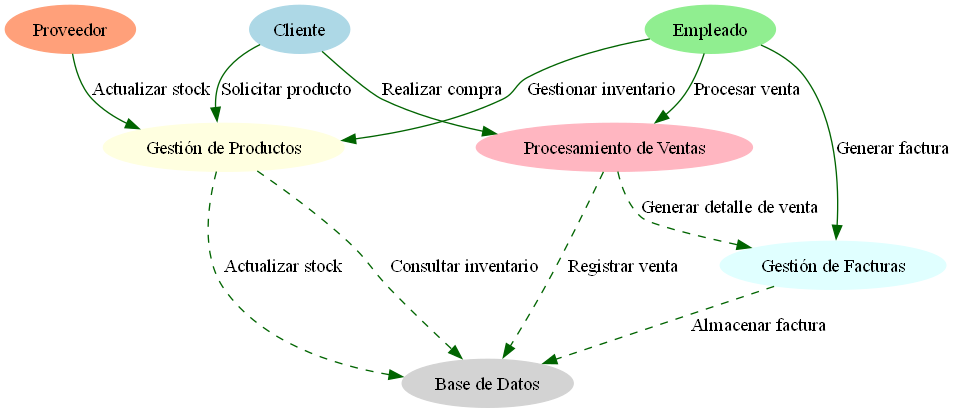 Proveedor
Cliente
Empleado
Actualizar stock
Solicitar producto
Realizar compra
Gestionar inventario
Procesar venta
Gestión de Productos
Procesamiento de Ventas
Generar factura
Generar detalle de venta
Actualizar stock
Consultar inventario
Registrar venta
Gestión de Facturas
Almacenar factura
Base de Datos